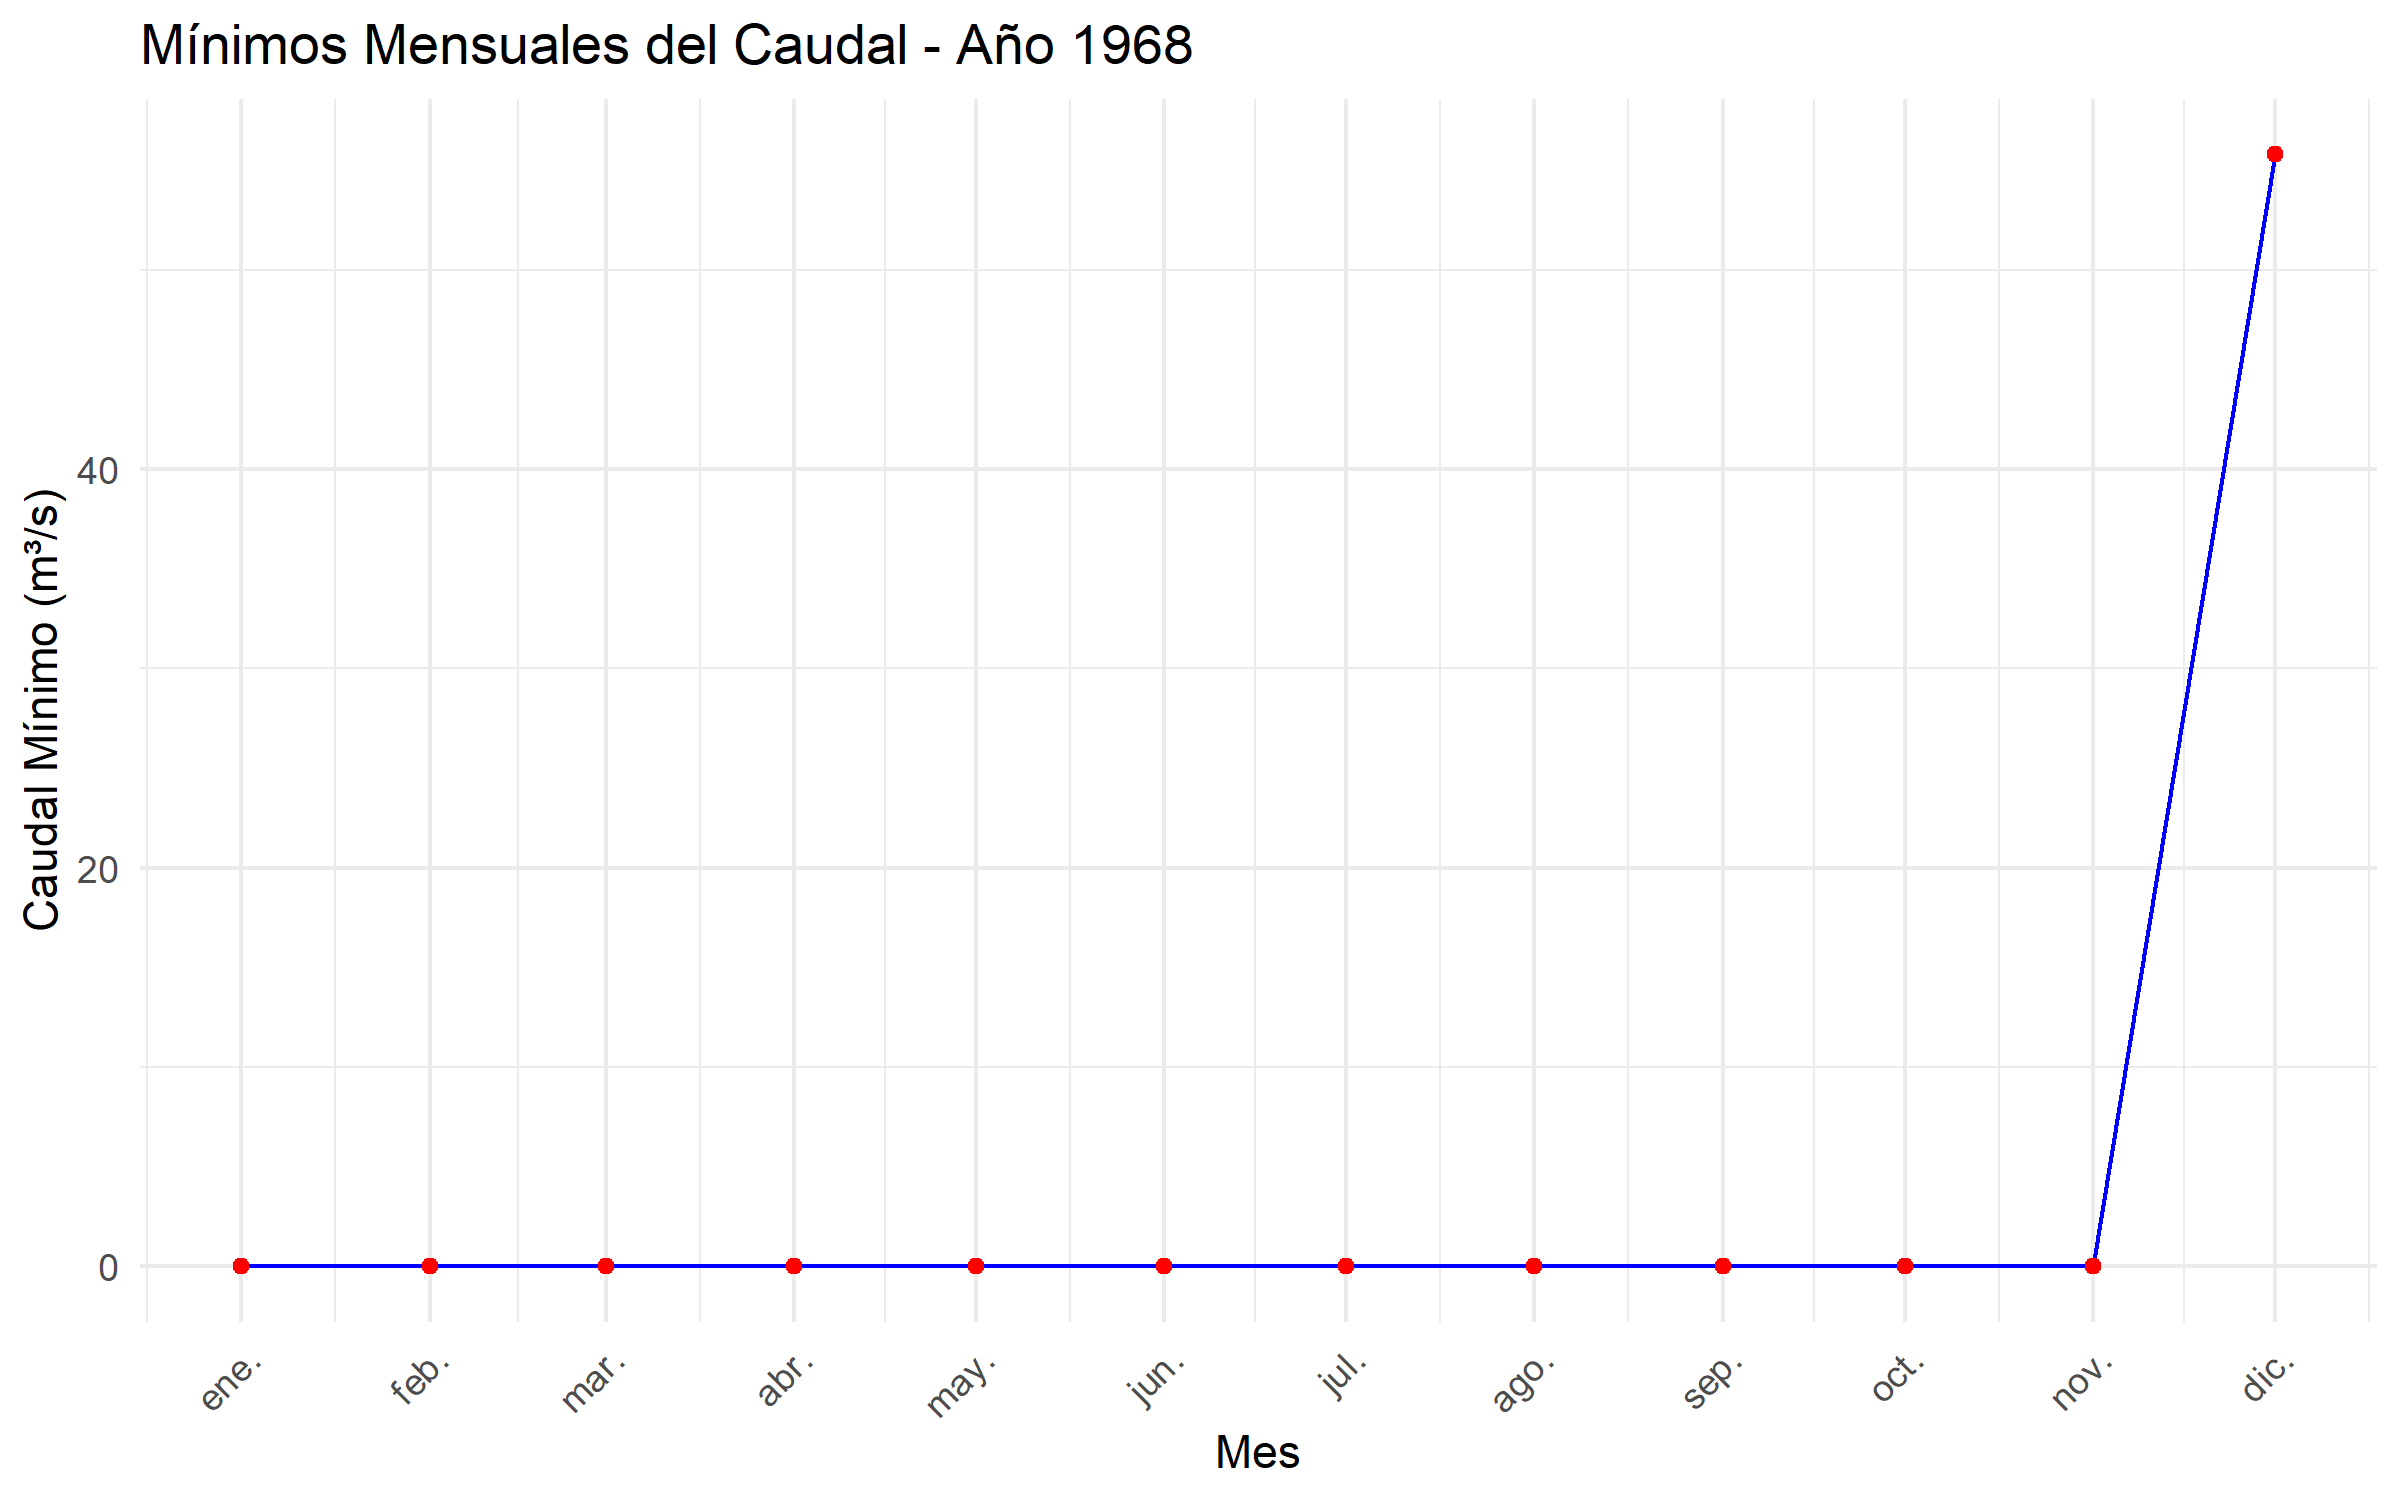 Mínimos Mensuales del Caudal - Año 1968
Caudal Mínimo (m³/s)
40
20
0
ene.
feb.
mar.
abr.
may.
jun.
jul.
ago.
sep.
oct.
nov.
dic.
Mes